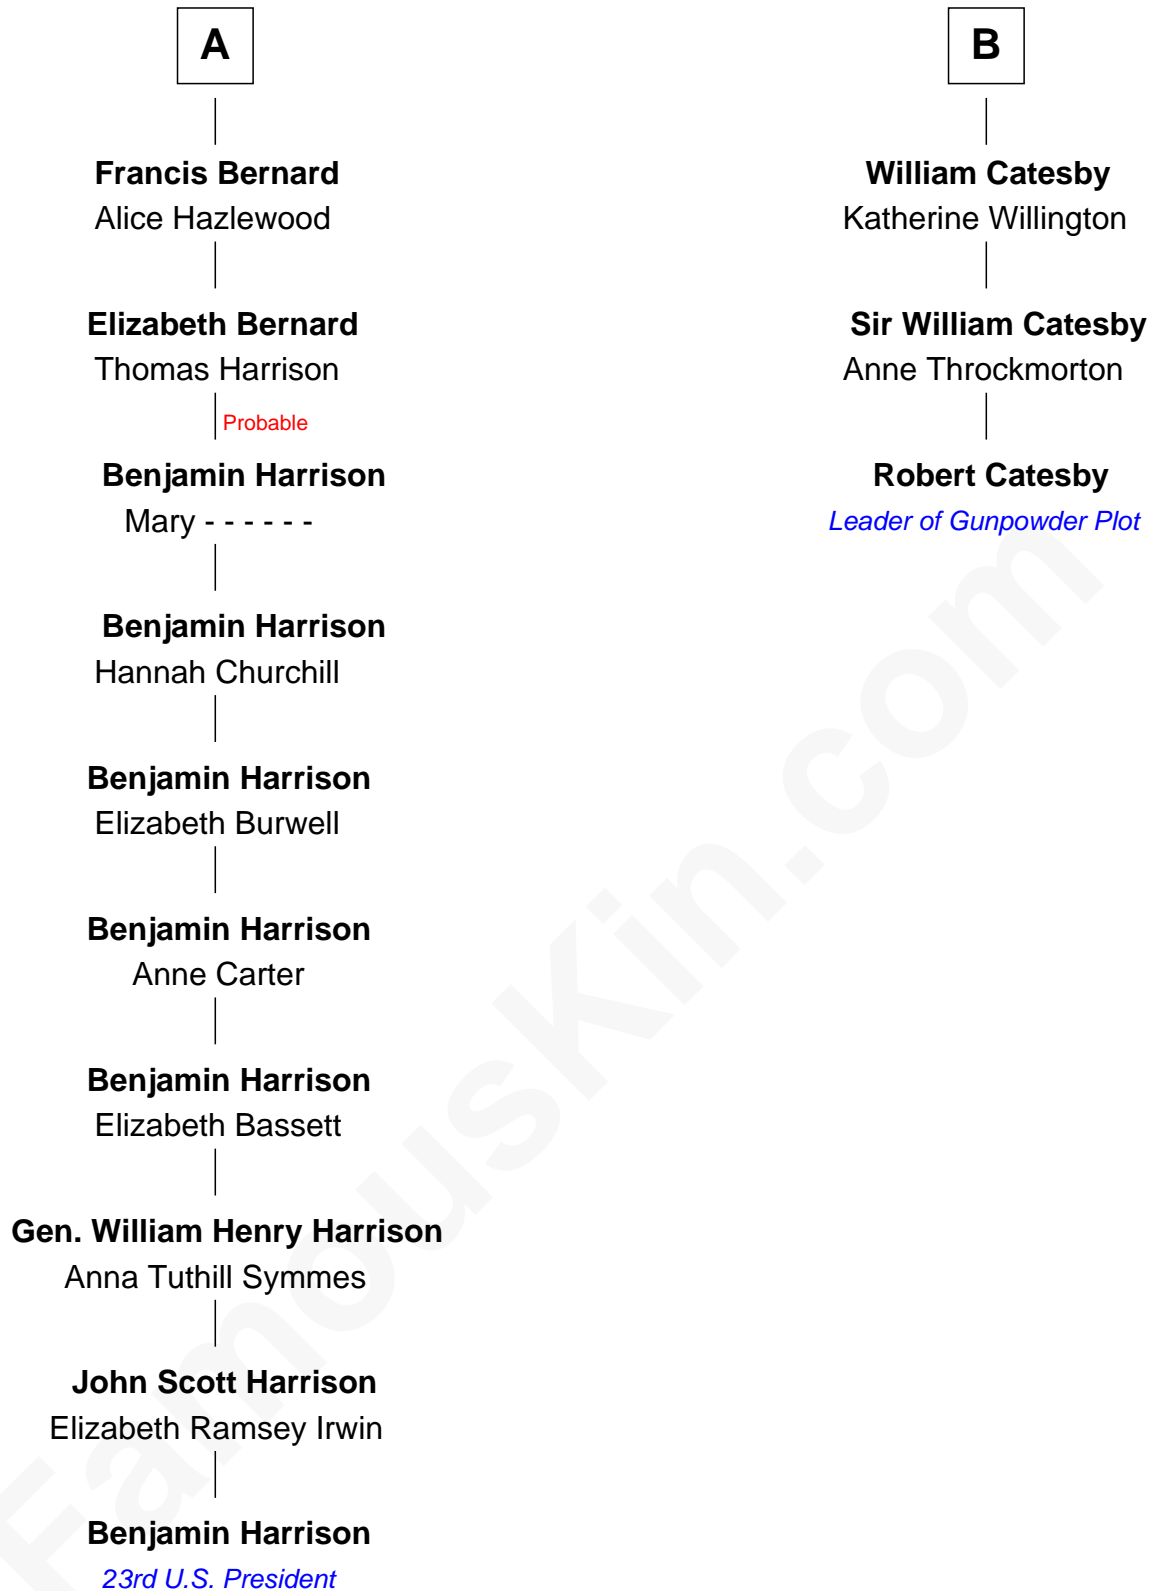 A
Francis Bernard
Alice Hazlewood
Elizabeth Bernard
Thomas Harrison
Probable
Benjamin Harrison
Mary - - - - - -
Benjamin Harrison
Hannah Churchill
Benjamin Harrison
Elizabeth Burwell
Benjamin Harrison
Anne Carter
Benjamin Harrison
Elizabeth Bassett
Gen. William Henry Harrison
Anna Tuthill Symmes
John Scott Harrison
Elizabeth Ramsey Irwin
Benjamin Harrison
23rd U.S. President
B
William Catesby
Katherine Willington
Sir William Catesby
Anne Throckmorton
Robert Catesby
Leader of Gunpowder Plot
FamousKin.com